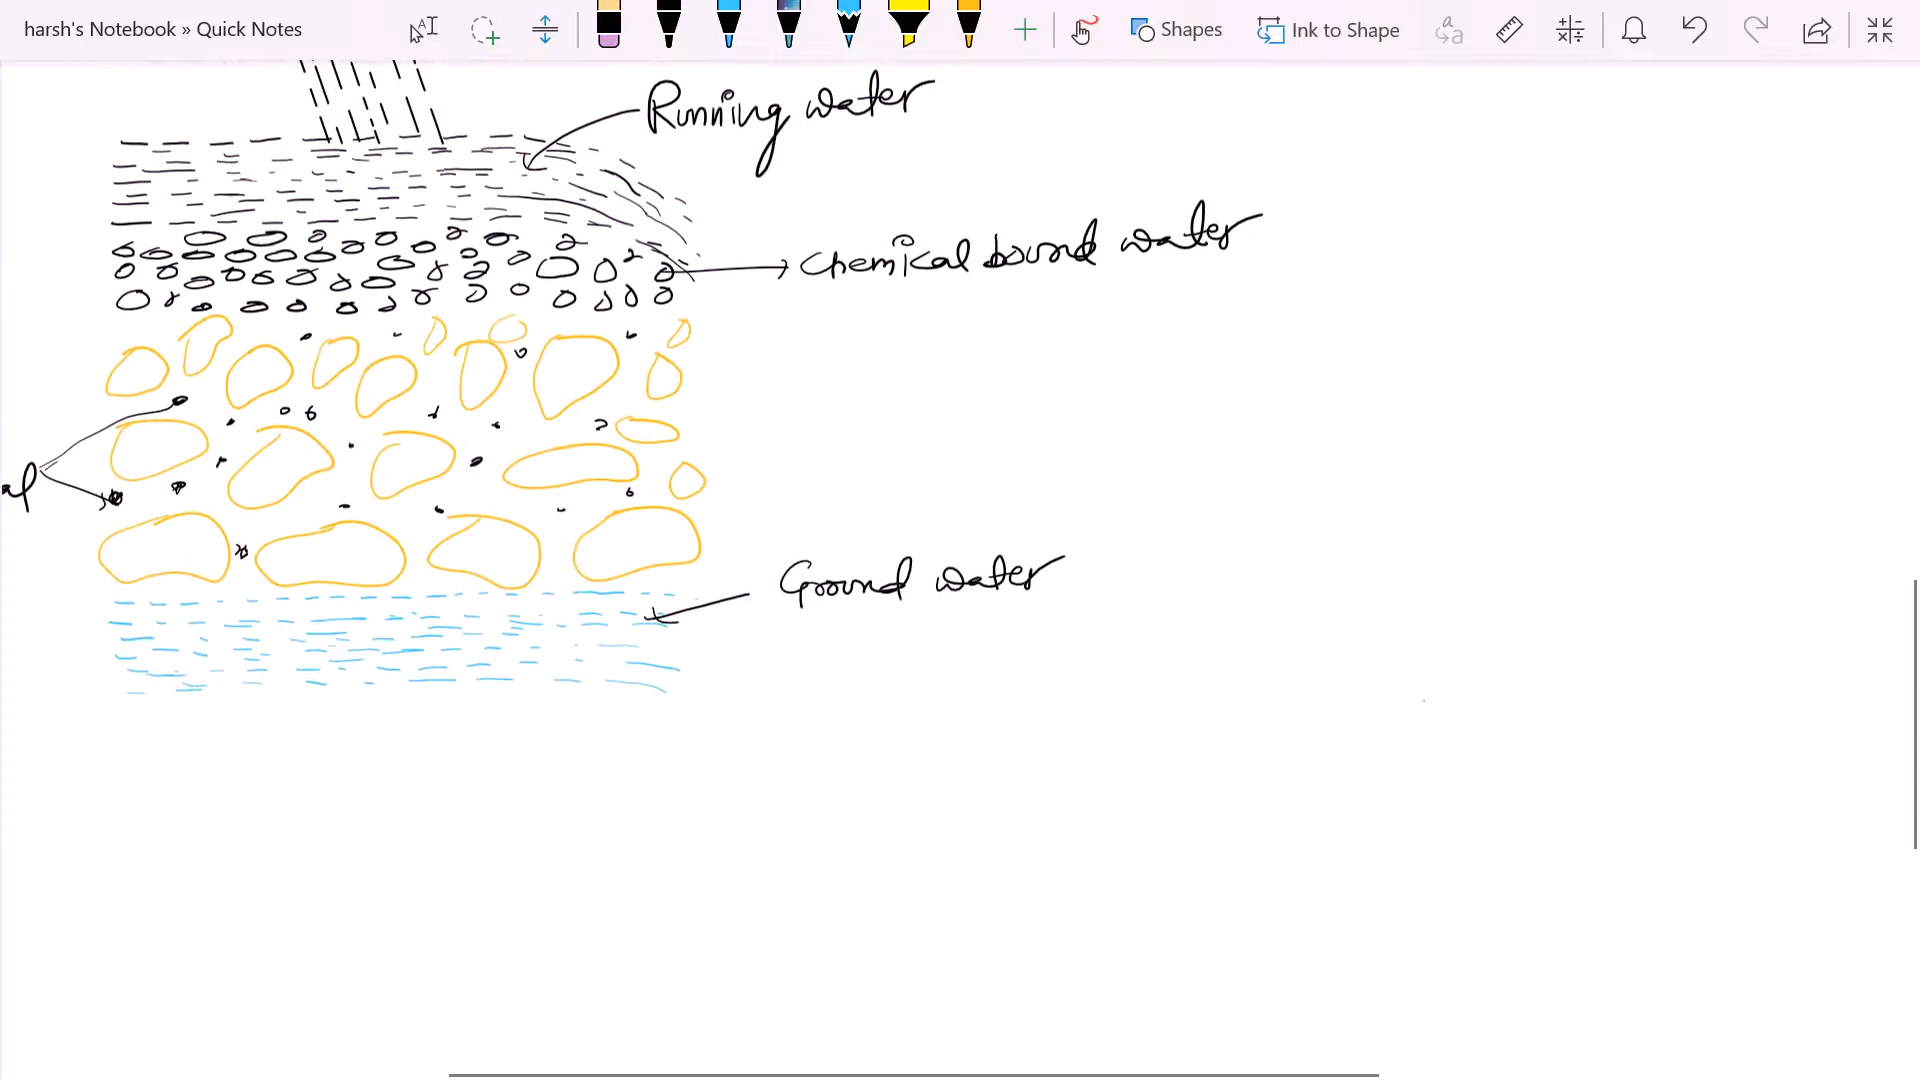 harsh's Notebook » Quick Notes
Shapes
Ink to Shape
Running water
Chemical bound water
Ground water